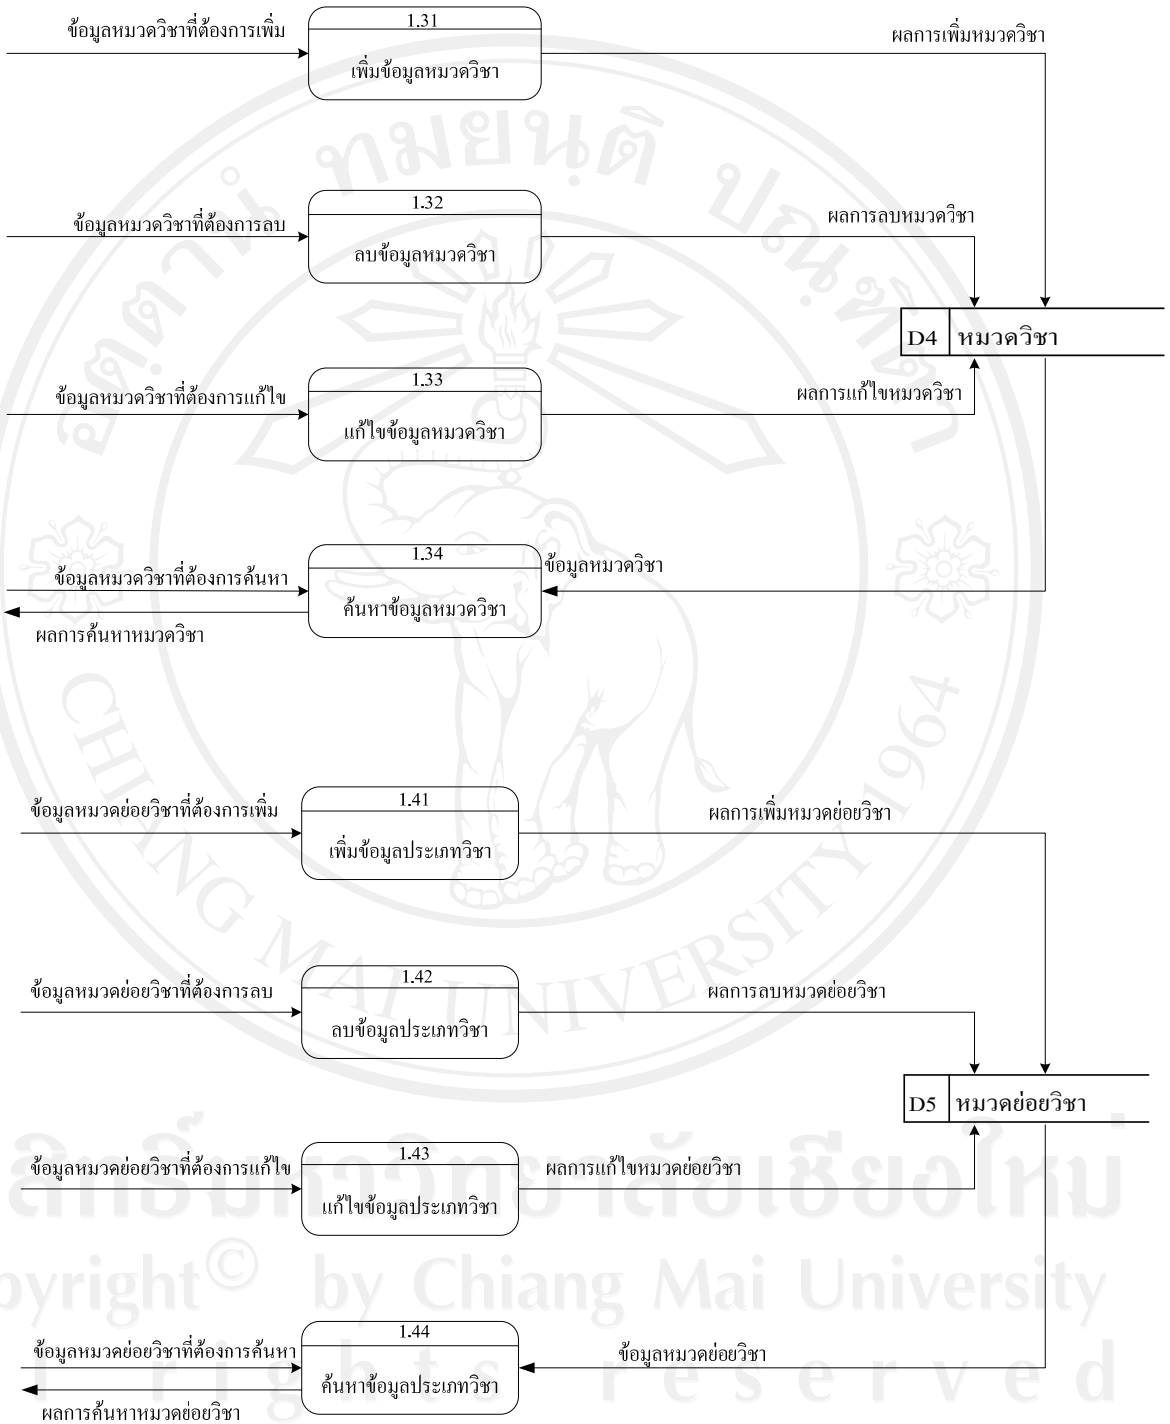 ข้อมูลหมวดวิชาที่ต้องการเพิ่ม
1.31
เพิ่มข้อมูลหมวดวิชา
ผลการเพิ่มหมวดวิชา
ข้อมูลหมวดวิชาที่ต้องการลบ
1.32
ลบข้อมูลหมวดวิชา
ผลการลบหมวดวิชา
D4 หมวดวิชา
ข้อมูลหมวดวิชาที่ต้องการแก้ไข
1.33
แก้ไขข้อมูลหมวดวิชา
ผลการแก้ไขหมวดวิชา
ข้อมูลหมวดวิชาที่ต้องการค้นหา
1.34
ค้นหาข้อมูลหมวดวิชา
ข้อมูลหมวดวิชา
ผลการค้นหาหมวดวิชา
ข้อมูลหมวดย่อยวิชาที่ต้องการเพิ่ม
1.41
เพิ่มข้อมูลประเภทวิชา
ผลการเพิ่มหมวดย่อยวิชา
ข้อมูลหมวดย่อยวิชาที่ต้องการลบ
1.42
ลบข้อมูลประเภทวิชา
ผลการลบหมวดย่อยวิชา
D5 หมวดย่อยวิชา
ข้อมูลหมวดย่อยวิชาที่ต้องการแก้ไข
1.43
แก้ไขข้อมูลประเภทวิชา
ผลการแก้ไขหมวดย่อยวิชา
ข้อมูลหมวดย่อยวิชาที่ต้องการค้นหา
1.44
ค้นหาข้อมูลประเภทวิชา
ข้อมูลหมวดย่อยวิชา
ผลการค้นหาหมวดย่อยวิชา
อตฺตานํ ทมยนฺติ ปณฺฑิตา
CHIANG MAI UNIVERSITY 1964
สิทธิ์มหาวิทยาลัยเชียงใหม่
pyright© by Chiang Mai University
l rights reserved